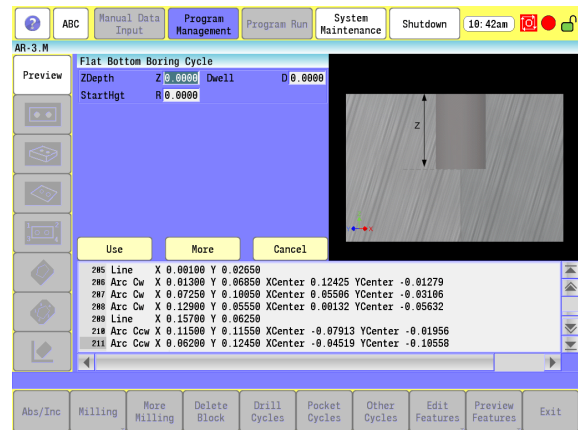 ?
ABC
Manual Data Input
Program Management
Program Run
System Maintenance
Shutdown
10:42am
AR-3.M
Preview
Flat Bottom Boring Cycle
ZDepth Z 0.0000 Dwell D 0.0000
StartHgt R 0.0000
Z
X
Use More Cancel
205 Line X 0.00100 Y 0.02650
206 Arc Cw X 0.01300 Y 0.06850 XCenter 0.12425 YCenter -0.01279
207 Arc Cw X 0.07250 Y 0.10050 XCenter 0.05506 YCenter -0.03106
208 Arc Cw X 0.12900 Y 0.05550 XCenter 0.00132 YCenter -0.05632
209 Line X 0.15700 Y 0.06250
210 Arc Ccw X 0.11500 Y 0.11550 XCenter -0.07913 YCenter -0.01956
211 Arc Ccw X 0.06200 Y 0.12450 XCenter -0.04519 YCenter -0.10558
Abs/Inc
Milling
More Milling
Delete Block
Drill Cycles
Pocket Cycles
Other Cycles
Edit Features
Preview Features
Exit